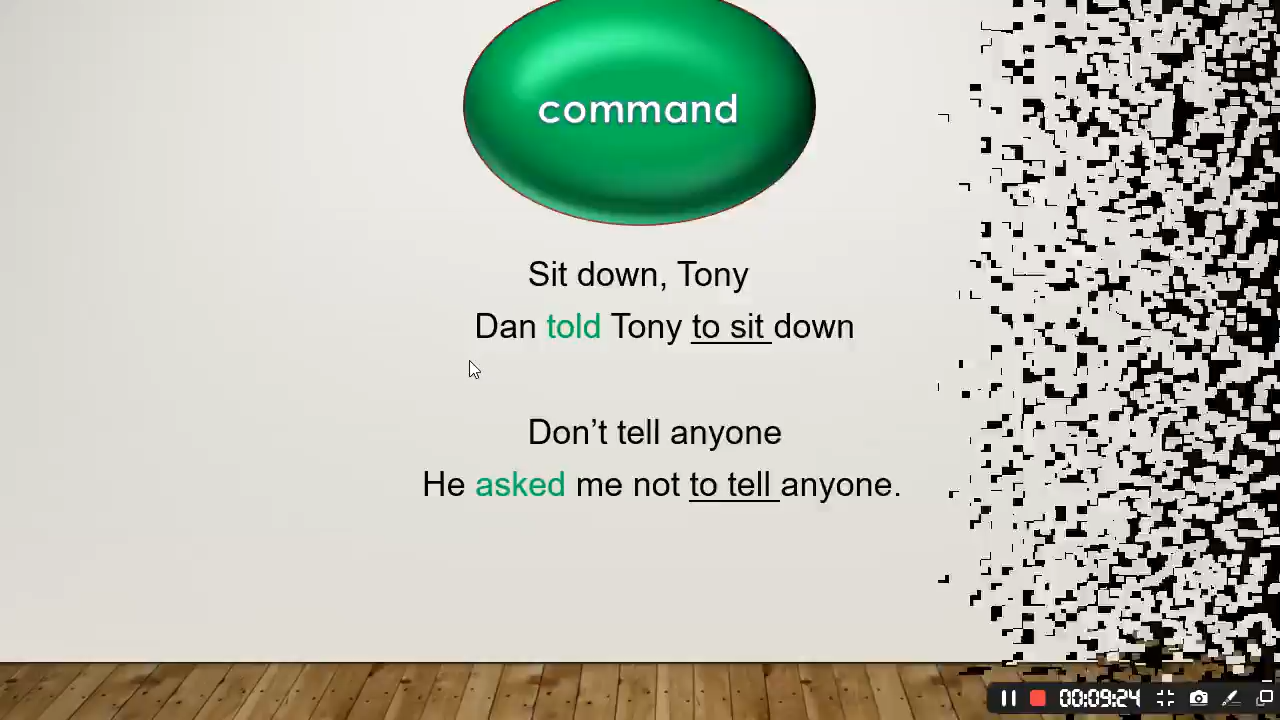 command
Sit down, Tony
Dan told Tony to sit down
Don’t tell anyone
He asked me not to tell anyone.
00:09:24